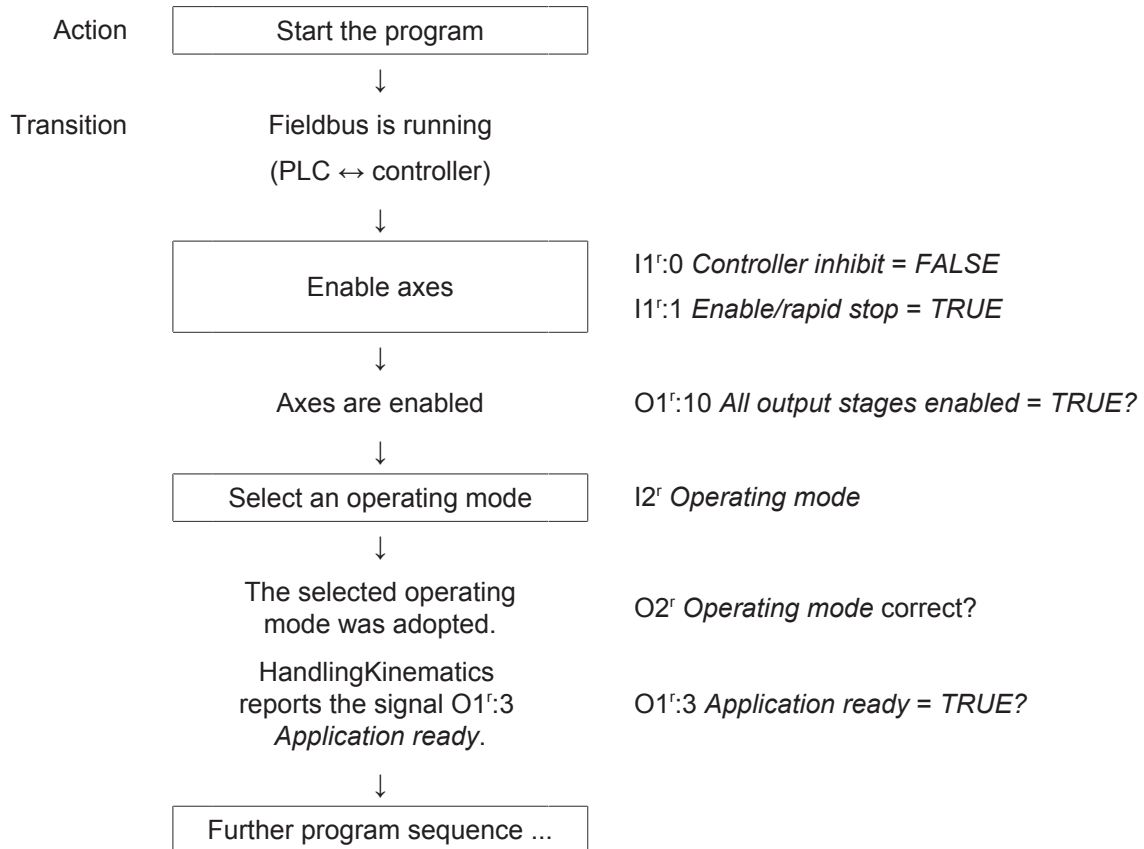 Action Start the program
↓
Transition Fieldbus is running
(PLC ↔ controller)
↓
I1ʳ:0 Controller inhibit = FALSE
Enable axes
I1ʳ:1 Enable/rapid stop = TRUE
↓
Axes are enabled O1ʳ:10 All output stages enabled = TRUE?
↓
Select an operating mode I2ʳ Operating mode
↓
The selected operating
mode was adopted.
O2ʳ Operating mode correct?
HandlingKinematics
reports the signal O1ʳ:3
Application ready.
O1ʳ:3 Application ready = TRUE?
↓
Further program sequence ...